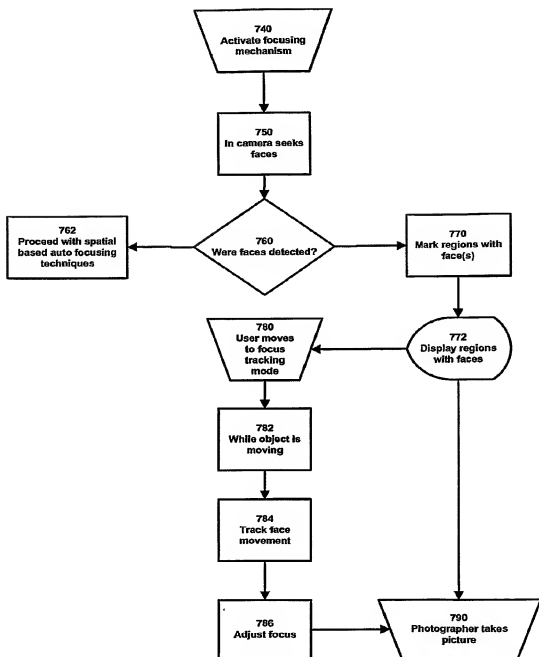 740
Activate focusing
mechanism
750
In camera seeks
faces
762
Proceed with spatial
based auto focusing
techniques
760
Were faces detected?
770
Mark regions with
face(s)
780
User moves
to focus
tracking
mode
772
Display regions
with faces
782
While object is
moving
784
Track face
movement
786
Adjust focus
790
Photographer takes
picture